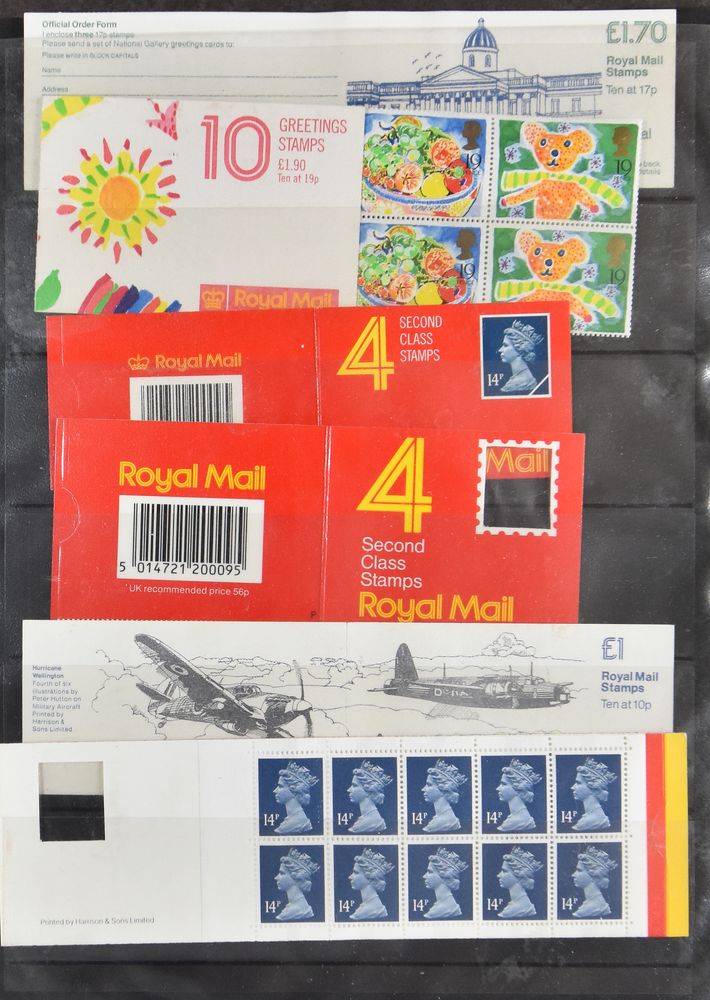 Official Order Form
I enclose three 17p stamps
Please send a set of National Gallery greetings cards to:
Please write in BLOCK CAPITALS
Name
Address
£1.70
Royal Mail
Stamps
Ten at 17p
back
details
10
GREETINGS
STAMPS
£1.90
Ten at 19p
Royal Mail
19
19
19
19
Royal Mail
4
SECOND
CLASS
STAMPS
14P
Royal Mail
5 014721 200095
UK recommended price 56p
4
Mail
Second
Class
Stamps
Royal Mail
P
Hurricane
Wellington
Fourth of six
illustrations by
Peter Hutton on
Military Aircraft
Printed by
Harrison &
Sons Limited
£1
Royal Mail
Stamps
Ten at 10p
14P 14P 14P 14P 14P
14P 14P 14P 14P 14P
Printed by Harrison & Sons Limited